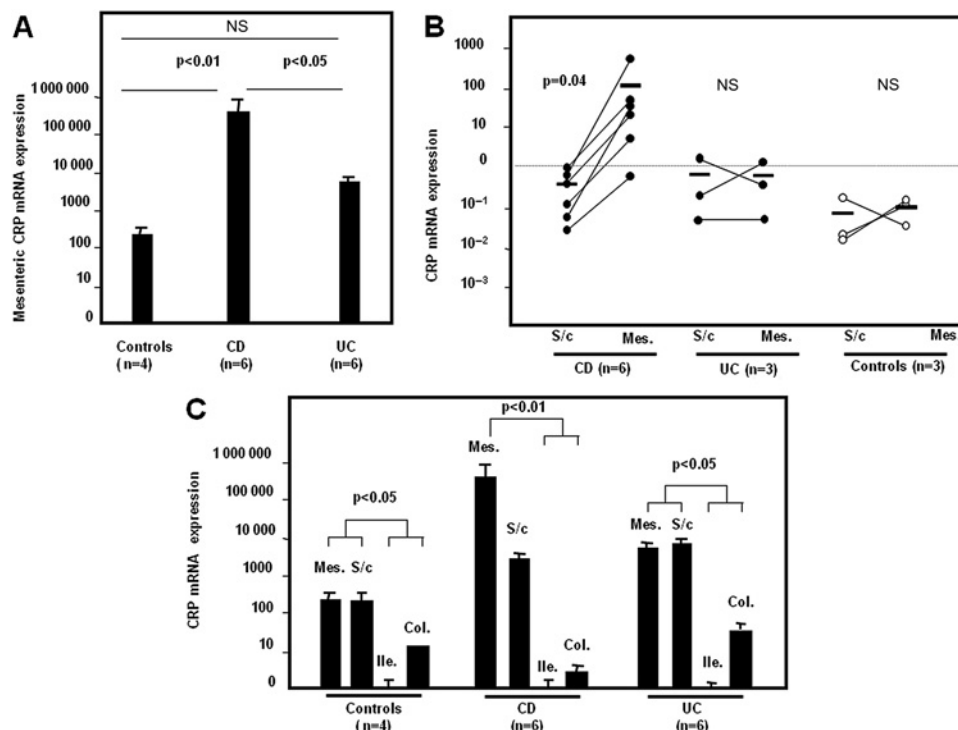 A
NS
p<0.01 p<0.05
Mesenteric CRP mRNA expression
1 000 000
100 000
10 000
1000
100
10
0
Controls
(n=4)
CD
(n=6)
UC
(n=6)
B
CRP mRNA expression
1000
100
10
0
10⁻¹
10⁻²
10⁻³
p=0.04
NS
NS
S/c Mes.
CD (n=6)
S/c Mes.
UC (n=3)
S/c Mes
Controls (n=3)
C
CRP mRNA expression
1 000 000
100 000
10 000
1000
100
10
0
p<0.05
Mes. S/c
Ile.
Col.
Controls
(n=4)
p<0.01
Mes.
S/c
Ile.
Col.
CD
(n=6)
p<0.05
Mes. S/c
Ile.
Col.
UC
(n=6)